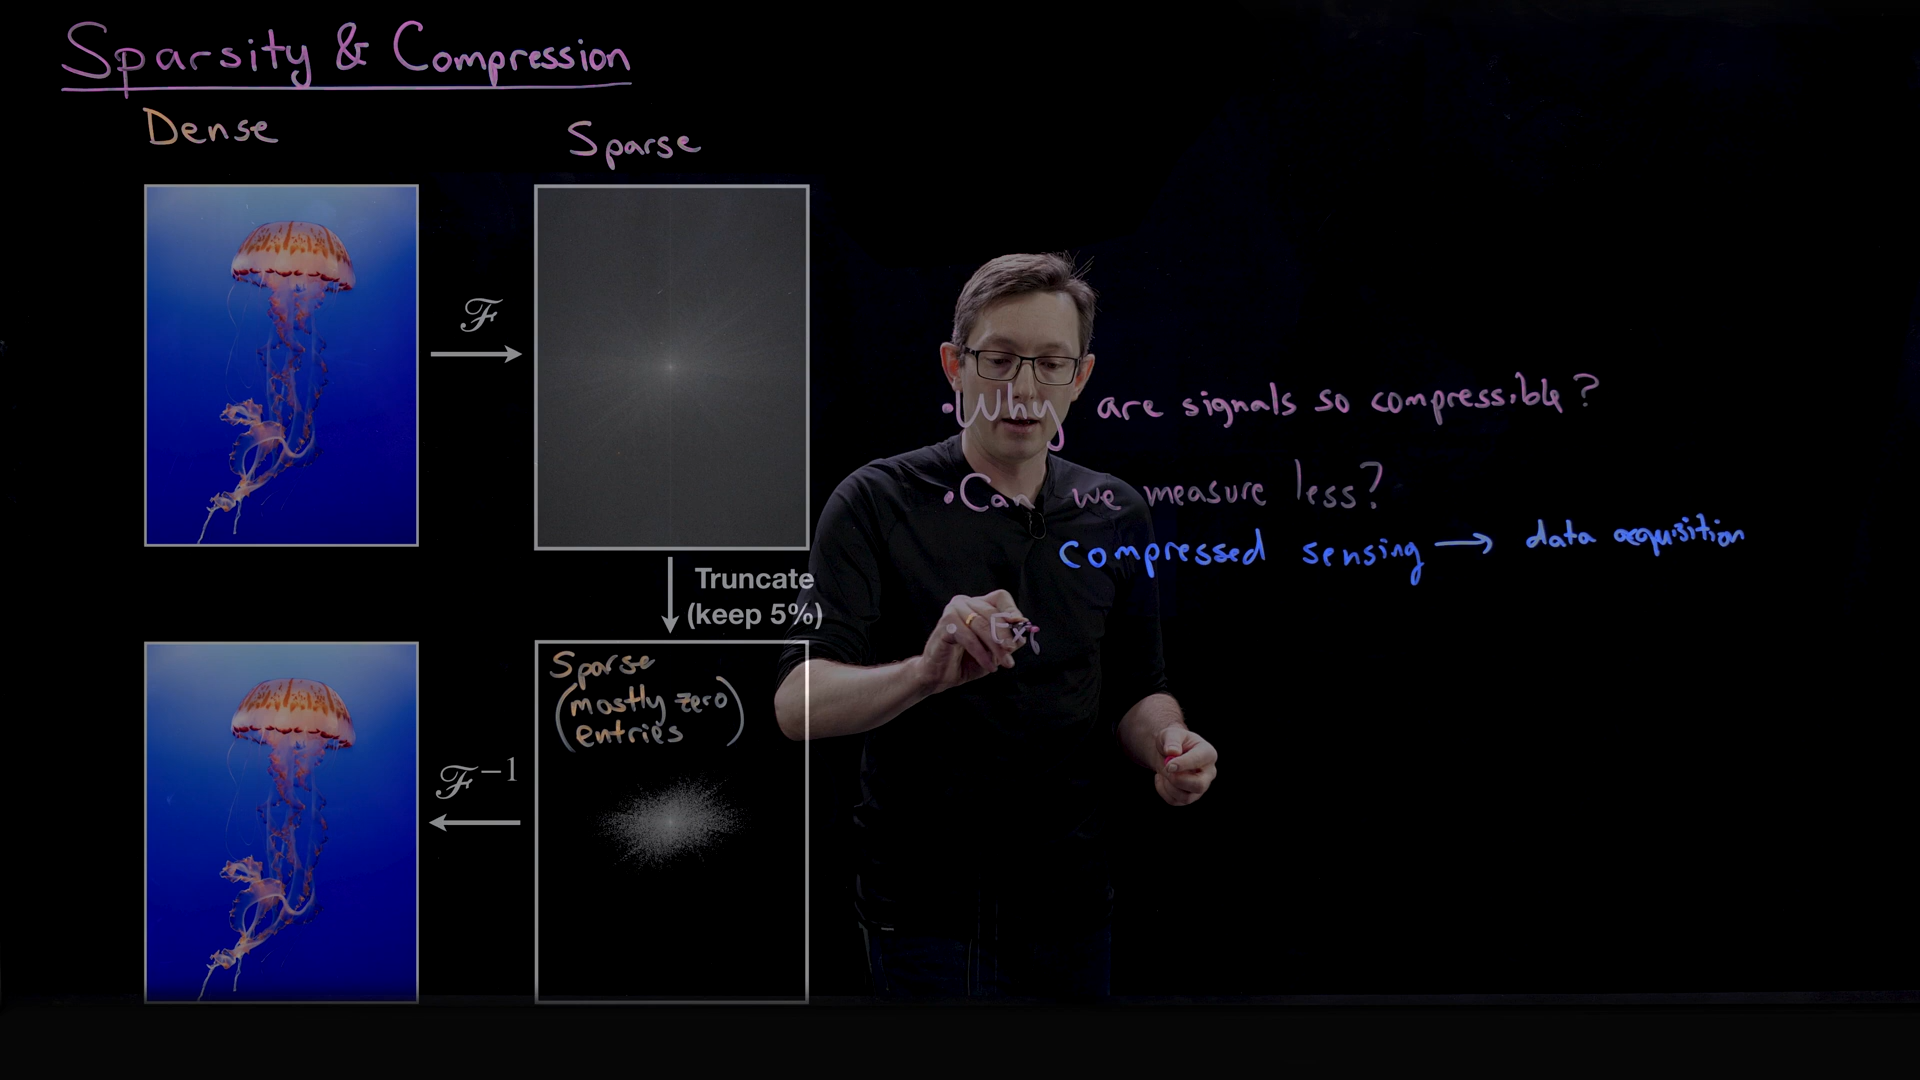 Sparsity & Compression
Dense
Sparse
ℱ
Truncate
(keep 5%)
Sparse
(mostly zero
entries)
ℱ⁻¹
• Why are signals so compressible?
• Can we measure less?
Compressed sensing → data acquisition
• Ex